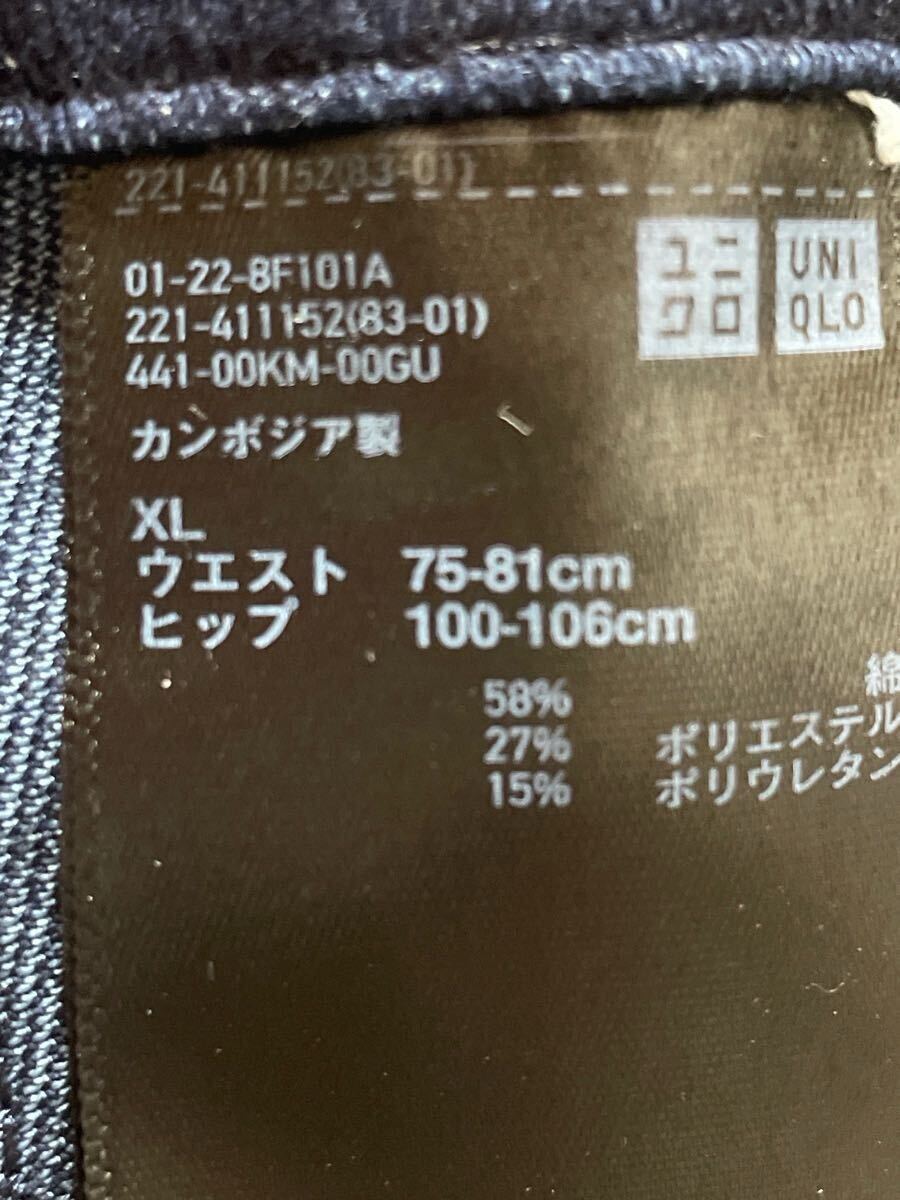 221-411152(83-01)
ユニ
クロ
UNI
QLO
01-22-8F101A
221-411152(83-01)
441-00KM-00GU
カンボジア製
XL
ウエスト 75-81cm
ヒップ 100-106cm
58% 綿
27% ポリエステル
15% ポリウレタン